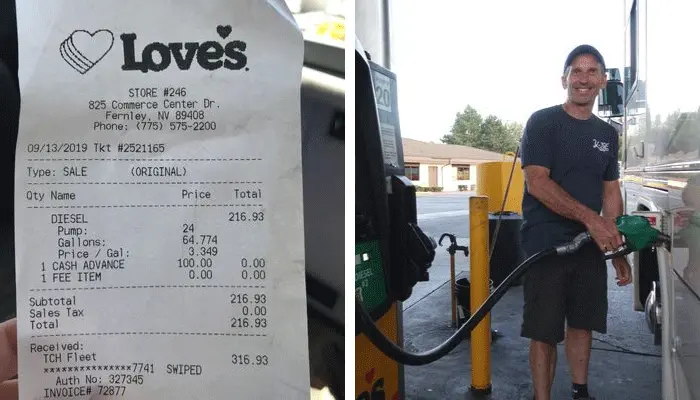 Love's
STORE #246
825 Commerce Center Dr.
Fernley, NV 89408
Phone: (775) 575-2200
09/13/2019 Tkt #2521165
Type: SALE (ORIGINAL)
Qty Name Price Total
DIESEL 216.93
Pump: 24
Gallons: 64.774
Price / Gal: 3.349
1 CASH ADVANCE 100.00 0.00
1 FEE ITEM 0.00 0.00
Subtotal 216.93
Sales Tax 0.00
Total 216.93
Received:
TCH Fleet 316.93
***************7741 SWIPED
Auth No: 327345
INVOICE# 72877
20
DIESEL
#2